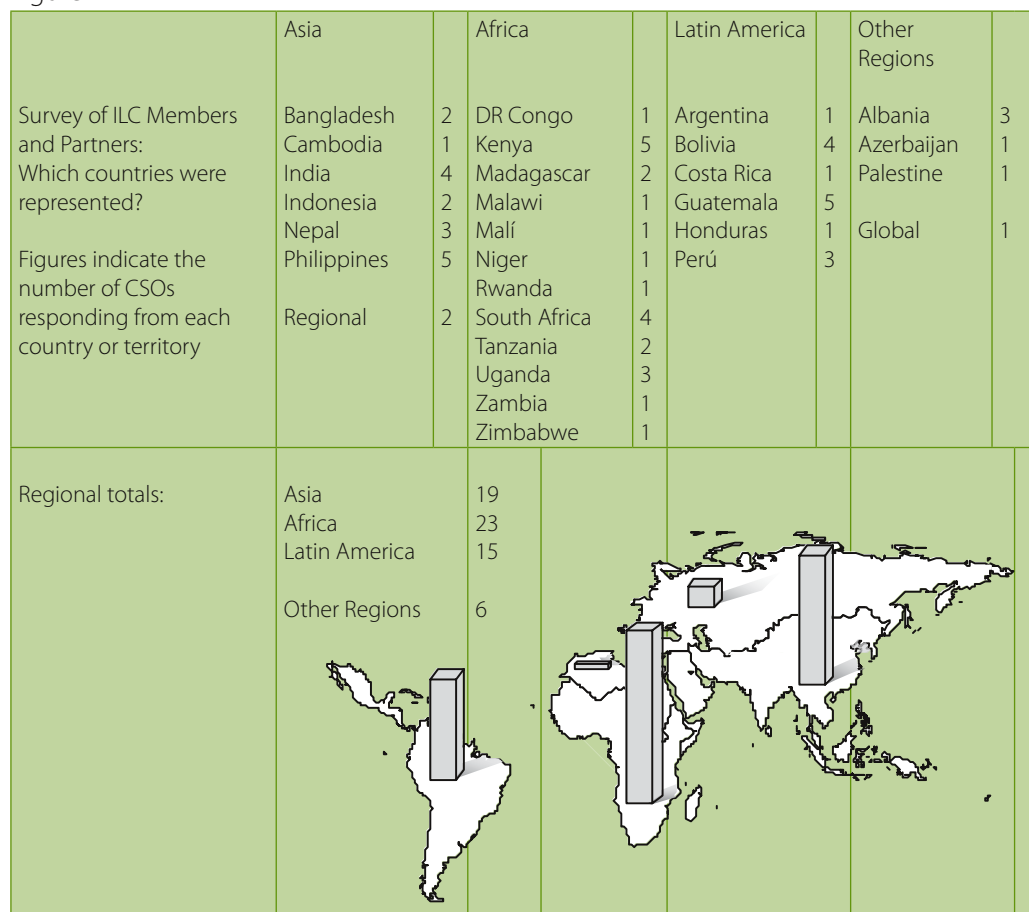 Survey of ILC Members
and Partners:
Which countries were
represented?
Figures indicate the
number of CSOs
responding from each
country or territory
Asia
Bangladesh 2
Cambodia 1
India 4
Indonesia 2
Nepal 3
Philippines 5
Regional 2
Africa
DR Congo 1
Kenya 5
Madagascar 2
Malawi 1
Malí 1
Niger 1
Rwanda 1
South Africa 4
Tanzania 2
Uganda 3
Zambia 1
Zimbabwe 1
Latin America
Argentina 1
Bolivia 4
Costa Rica 1
Guatemala 5
Honduras 1
Perú 3
Other
Regions
Albania 3
Azerbaijan 1
Palestine 1
Global 1
Regional totals:
Asia 19
Africa 23
Latin America 15
Other Regions 6